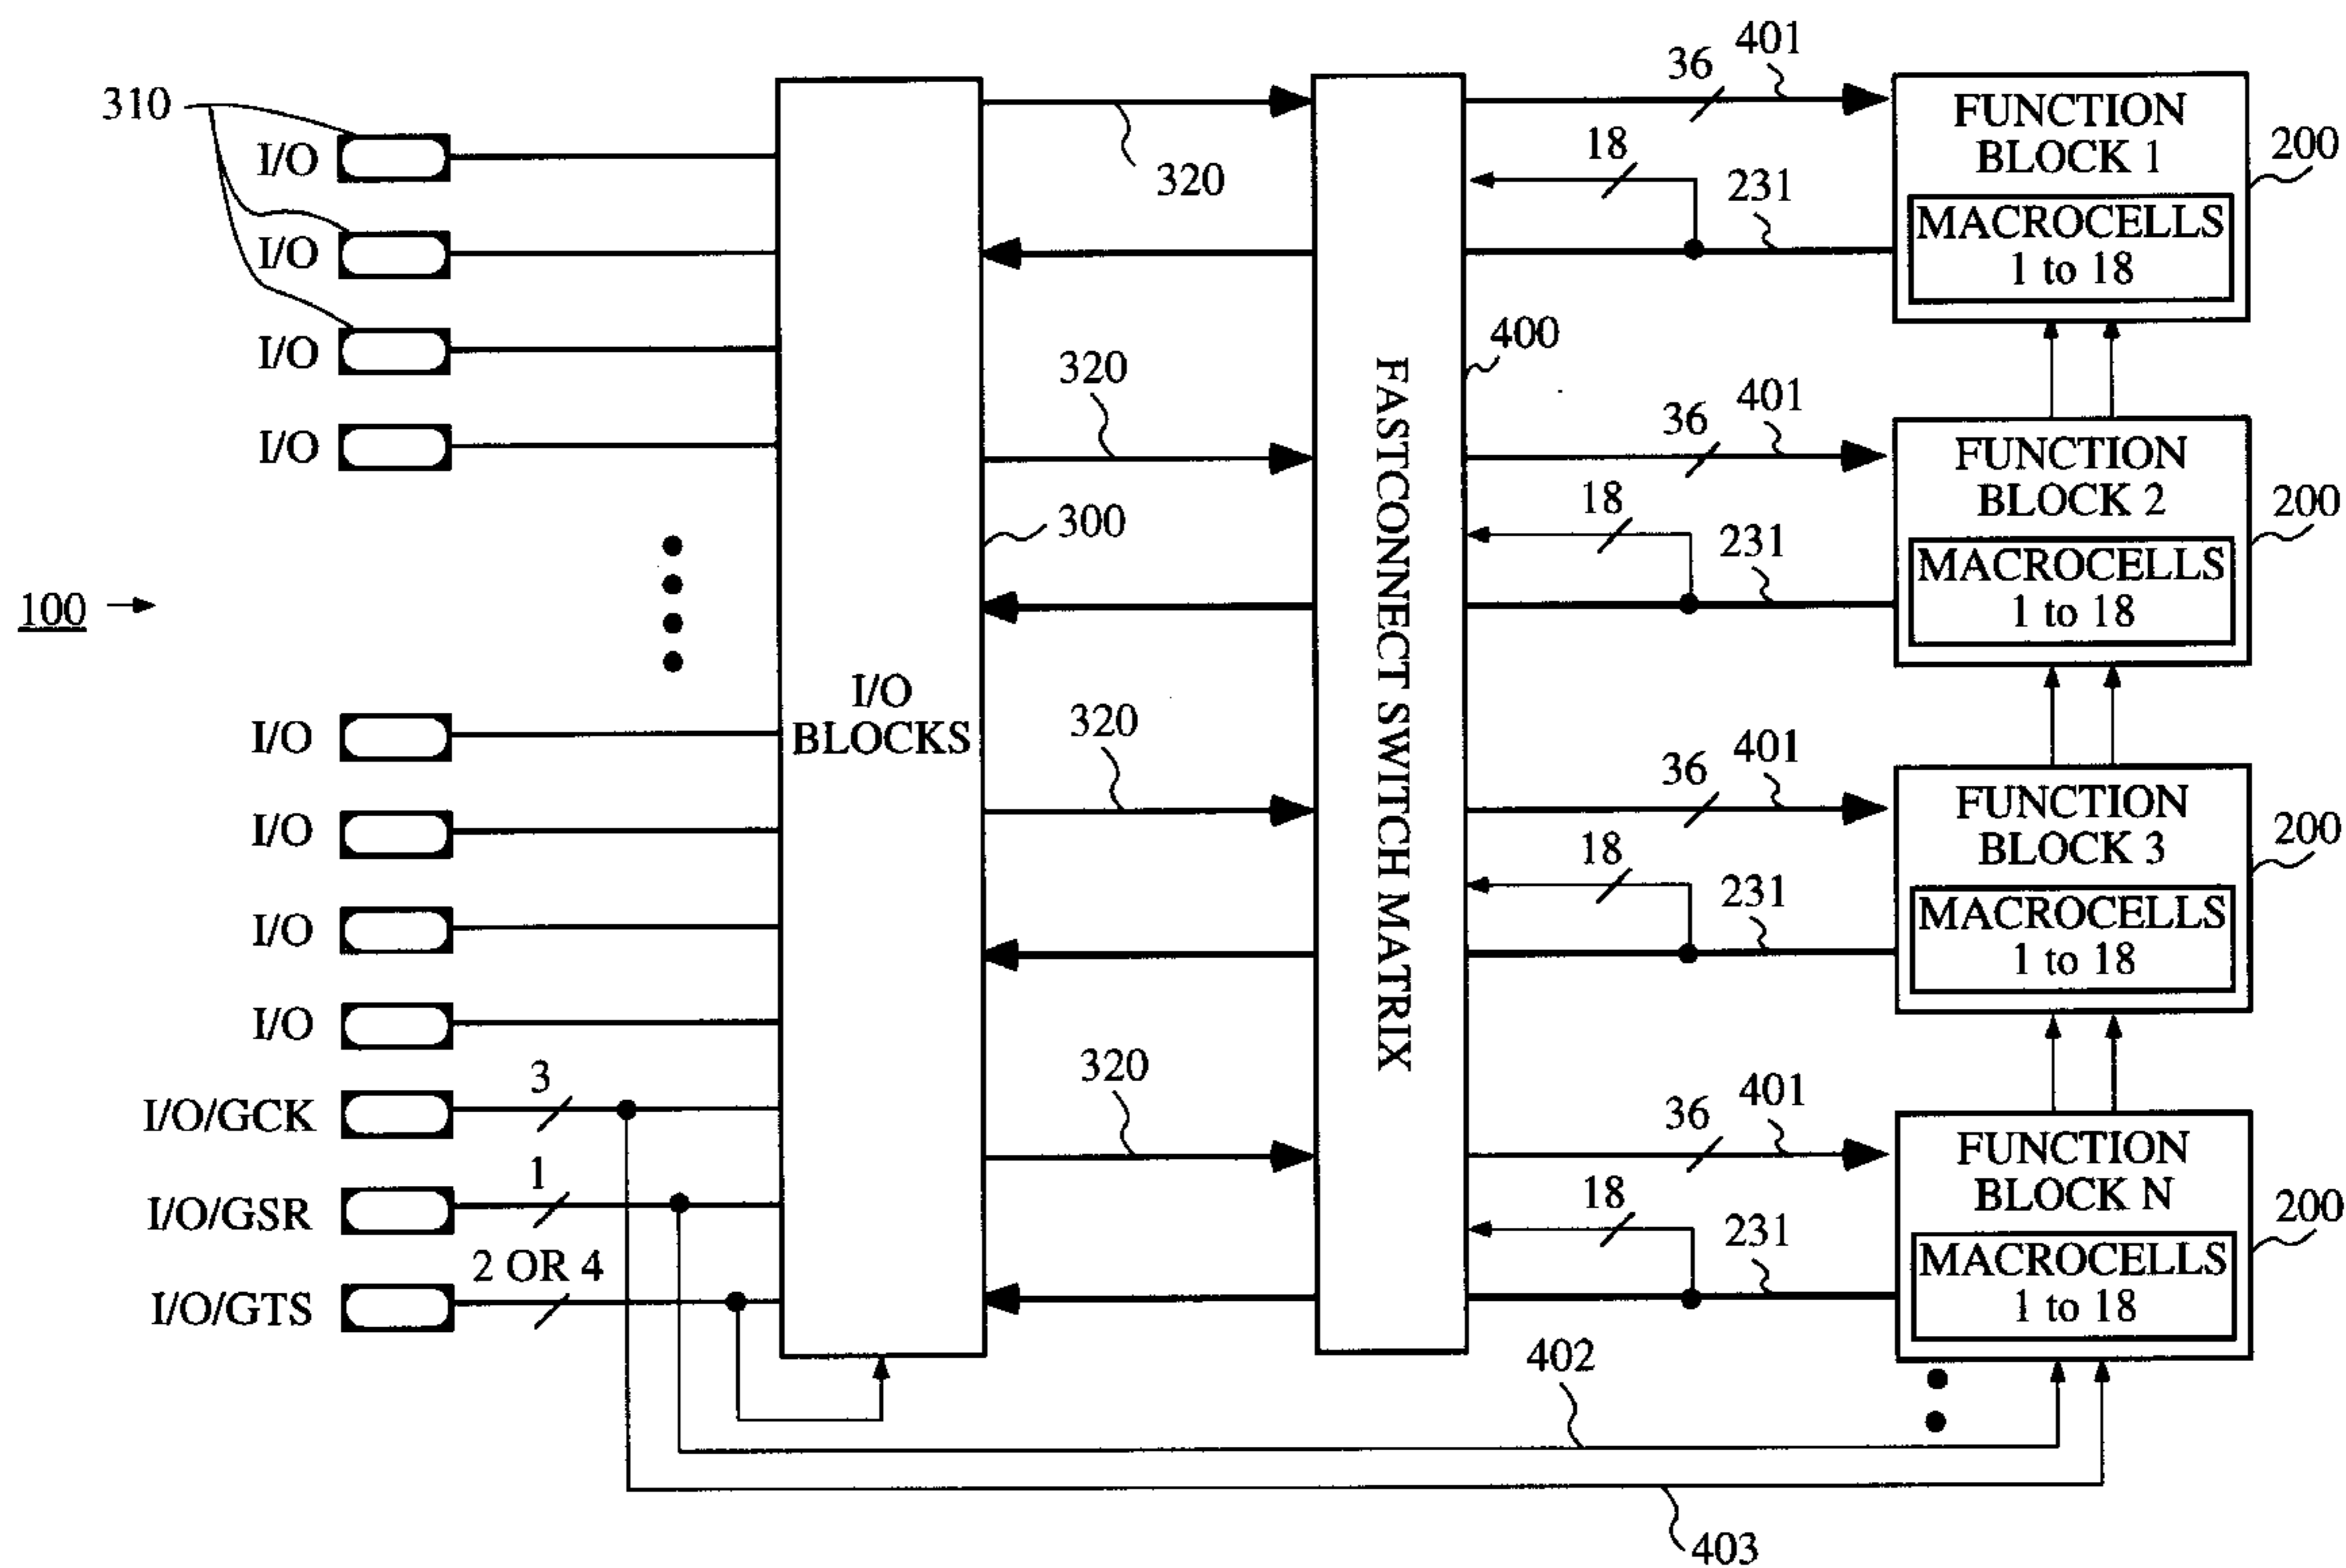 310
I/O
I/O
I/O
I/O
100
I/O
I/O
I/O
I/O
3
I/O/GCK
1
I/O/GSR
2 OR 4
I/O/GTS
I/O
BLOCKS
300
320
320
320
320
FASTCONNECT SWITCH MATRIX
400
36
401
18
231
FUNCTION
BLOCK 1
MACROCELLS
1 to 18
200
36
401
18
231
FUNCTION
BLOCK 2
MACROCELLS
1 to 18
200
36
401
18
231
FUNCTION
BLOCK 3
MACROCELLS
1 to 18
200
36
401
18
231
FUNCTION
BLOCK N
MACROCELLS
1 to 18
200
402
403